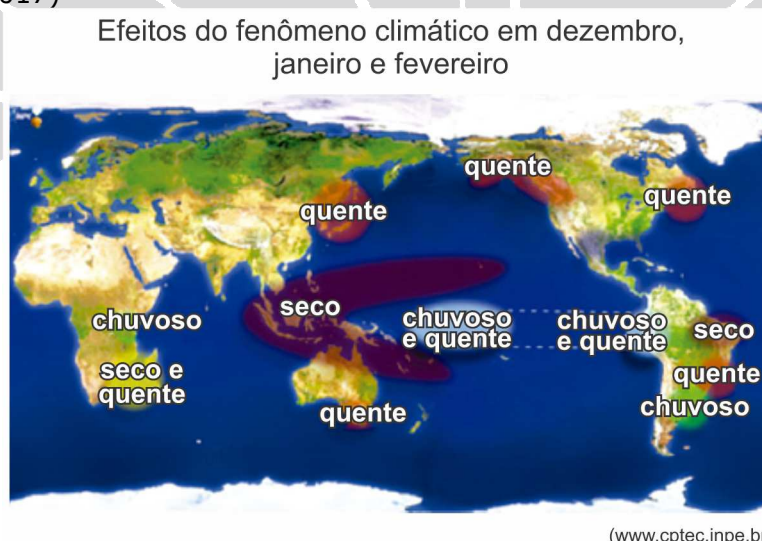 017)
Efeitos do fenômeno climático em dezembro,
janeiro e fevereiro
quente
quente
quente
seco
chuvoso
chuvoso
e quente
chuvoso
e quente
seco
seco e
quente
quente
quente
chuvoso
(www.cptec.inpe.b